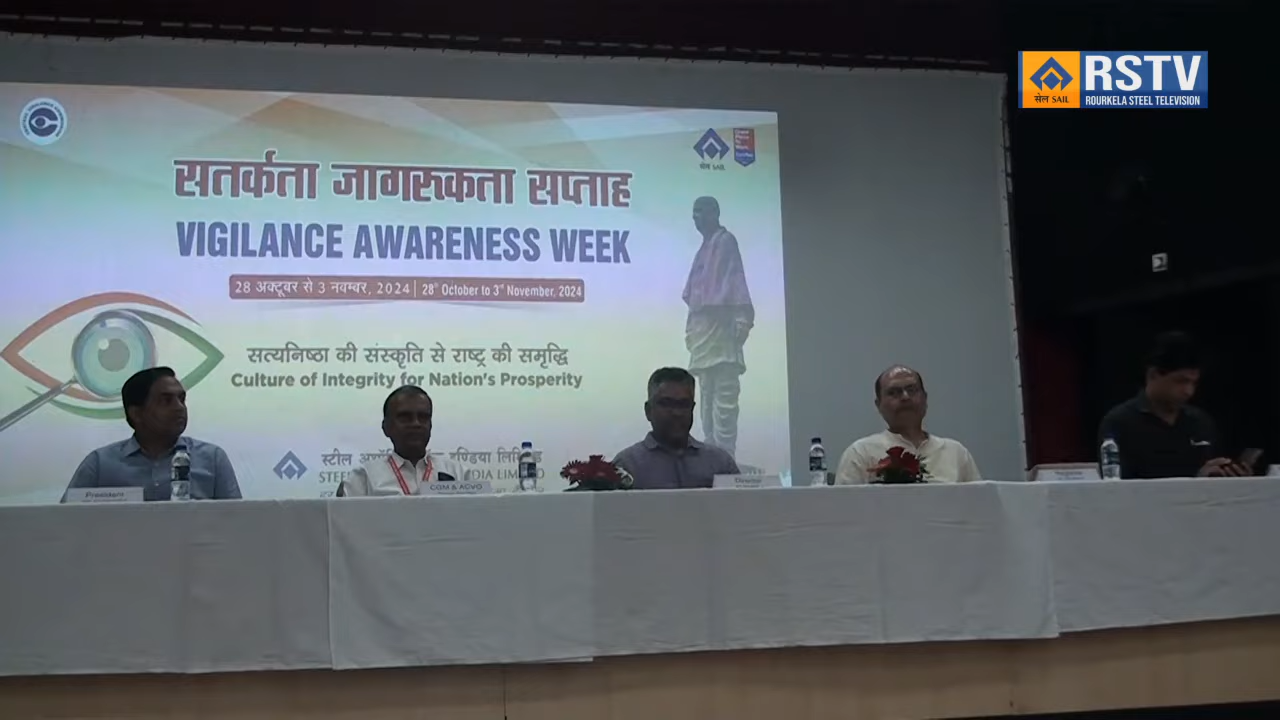 RSTV
सेल SAIL
ROURKELA STEEL TELEVISION
सेल SAIL
सतर्कता जागरुकता सप्ताह
VIGILANCE AWARENESS WEEK
28 अक्टूबर से 3 नवम्बर, 2024 | 28th October to 3rd November, 2024
सत्यनिष्ठा की संस्कृति से राष्ट्र की समृद्धि
Culture of Integrity for Nation's Prosperity
स्टील इण्डिया लिमिटेड
LIMITED
President
CGM & ACVO
Director